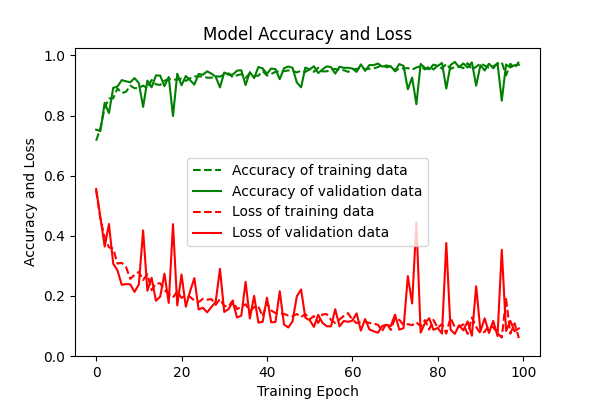 Model Accuracy and Loss
1.0
0.8
0.6
0.4
0.2
0.0
Accuracy and Loss
Accuracy of training data
Accuracy of validation data
Loss of training data
Loss of validation data
0 20 40 60 80 100
Training Epoch